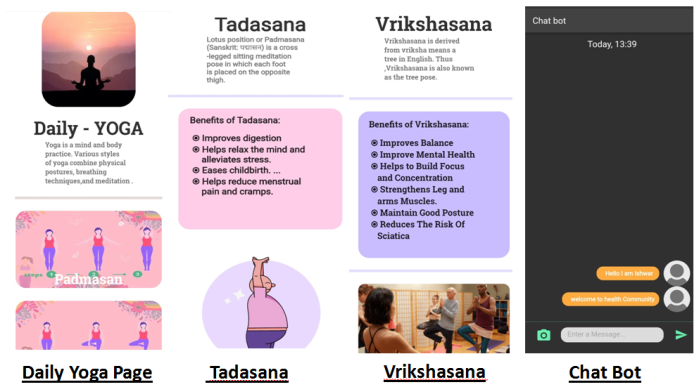 Daily - YOGA
Yoga is a mind and body
practice. Various styles
of yoga combine physical
postures, breathing
techniques,and meditation .
Padmasan
Daily Yoga Page
Tadasana
Lotus position or Padmasana
(Sanskrit: पद्मासन) is a cross
-legged sitting meditation
pose in which each foot
is placed on the opposite
thigh.
Benefits of Tadasana:
Improves digestion
Helps relax the mind and
alleviates stress.
Eases childbirth. ...
Helps reduce menstrual
pain and cramps.
Tadasana
Vrikshasana
Vrikshasana is derived
from vriksha means a
tree in English. Thus
,Vrikshasana is also known
as the tree pose.
Benefits of Vrikshasana:
Improves Balance
Improve Mental Health
Helps to Build Focus
and Concentration
Strengthens Leg and
arms Muscles.
Maintain Good Posture
Reduces The Risk Of
Sciatica
Vrikshasana
Chat bot
Today, 13:39
Hello I am Ishwar
welcome to health Community
Enter a Message...
Chat Bot